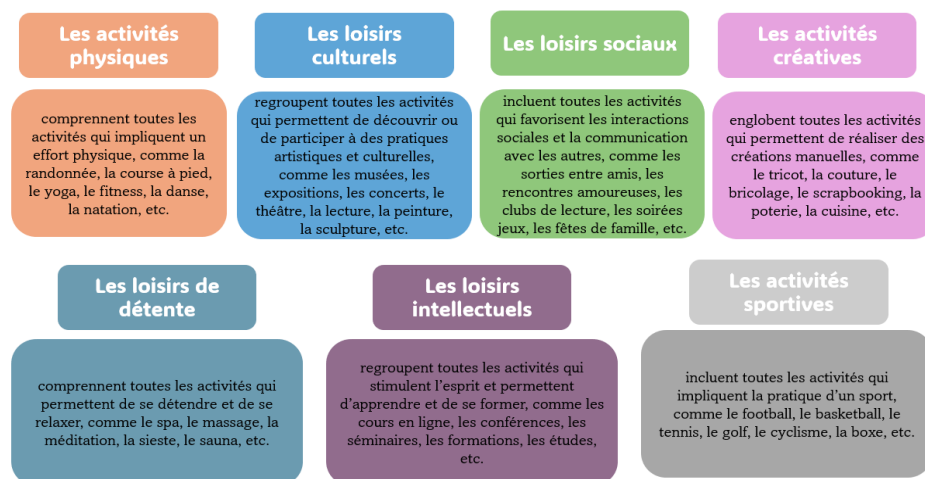 Les activités
physiques
comprennent toutes les
activités qui impliquent un
effort physique, comme la
randonnée, la course à pied,
le yoga, le fitness, la danse,
la natation, etc.
Les loisirs
culturels
regroupent toutes les activités
qui permettent de découvrir ou
de participer à des pratiques
artistiques et culturelles,
comme les musées, les
expositions, les concerts, le
théâtre, la lecture, la peinture,
la sculpture, etc.
Les loisirs sociaux
incluent toutes les activités
qui favorisent les interactions
sociales et la communication
avec les autres, comme les
sorties entre amis, les
rencontres amoureuses, les
clubs de lecture, les soirées
jeux, les fêtes de famille, etc.
Les activités
créatives
englobent toutes les activités
qui permettent de réaliser des
créations manuelles, comme
le tricot, la couture, le
bricolage, le scrapbooking, la
poterie, la cuisine, etc.
Les loisirs de
détente
comprennent toutes les activités qui
permettent de se détendre et de se
relaxer, comme le spa, le massage, la
méditation, la sieste, le sauna, etc.
Les loisirs
intellectuels
regroupent toutes les activités qui
stimulent l'esprit et permettent
d'apprendre et de se former, comme les
cours en ligne, les conférences, les
séminaires, les formations, les études,
etc.
Les activités
sportives
incluent toutes les activités qui
impliquent la pratique d'un sport,
comme le football, le basketball, le
tennis, le golf, le cyclisme, la boxe, etc.